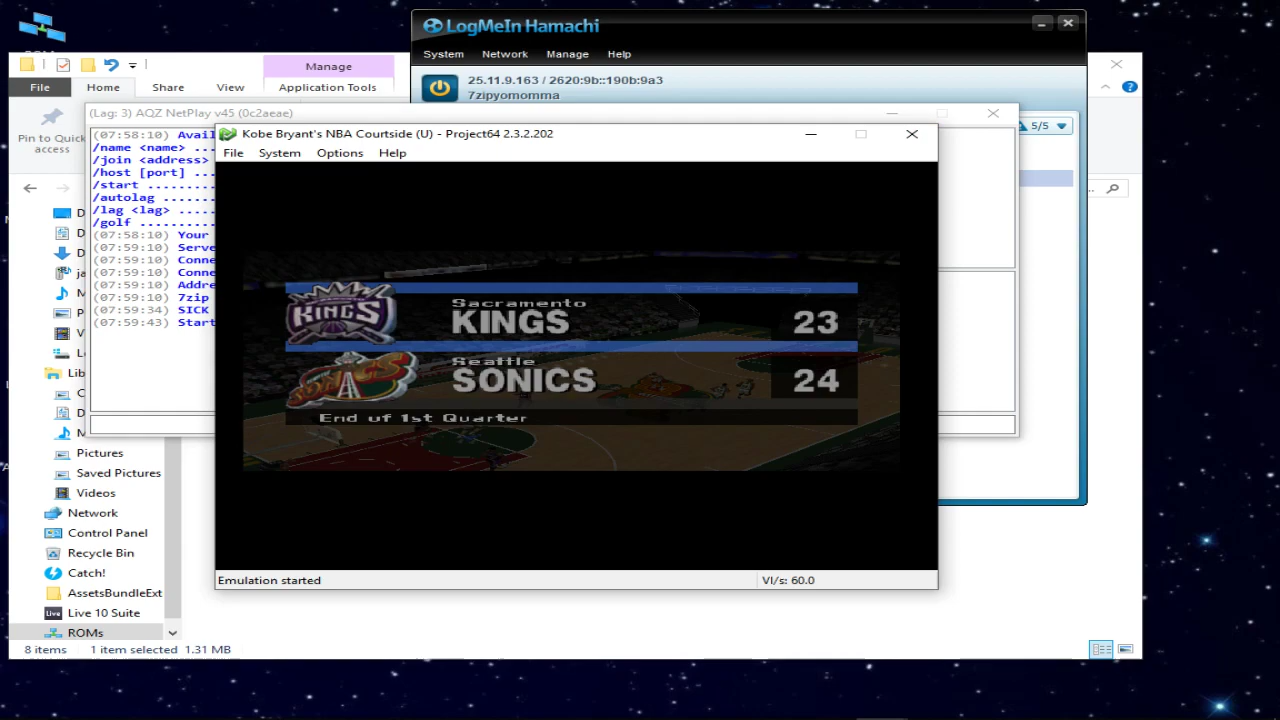 LogMeIn Hamachi
System Network Manage Help
25.11.9.163 / 2620:9b::190b:9a3
7zipyomomma
5/5
Manage
File Home Share View Application Tools
Pin to Quick
access
(Lag: 3) AQZ NetPlay v45 (0c2aeae)
(07:58:10) Avail
/name <name> ....
/join <address>
/host [port] ....
/start ..........
/autolag ........
/lag <lag> ......
/golf ...........
(07:58:10) Your
(07:59:10) Serve
(07:59:10) Conne
(07:59:10) Conne
(07:59:10) Addre
(07:59:10) 7zip
(07:59:34) SICK
(07:59:43) Start
Kobe Bryant's NBA Courtside (U) - Project64 2.3.2.202
File System Options Help
KINGS
Sacramento
KINGS 23
SONICS
Seattle
SONICS 24
End of 1st Quarter
Emulation started VI/s: 60.0
D
D
D
ja
M
P
V
L
Lib
C
D
M
Pictures
Saved Pictures
Videos
Network
Control Panel
Recycle Bin
Catch!
AssetsBundleExt
Live Live 10 Suite
ROMs
8 items 1 item selected 1.31 MB